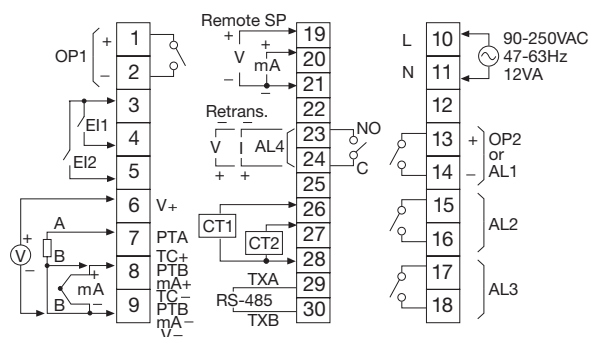 OP1
+
−
1
2
3
4
5
6
7
8
9
EI1
EI2
V+
PTA
TC+
PTB
mA+
TC−
PTB
mA−
V−
A
B
B
+
V
−
+
mA
−
Remote SP
+
V
−
+
mA
−
19
20
21
22
23
24
25
26
27
28
29
30
Retrans.
− −
V I
+ +
AL4
NO
C
CT1
CT2
TXA
RS-485
TXB
L
N
10
11
12
13
14
15
16
17
18
90-250VAC
47-63Hz
12VA
+ OP2
or
− AL1
AL2
AL3